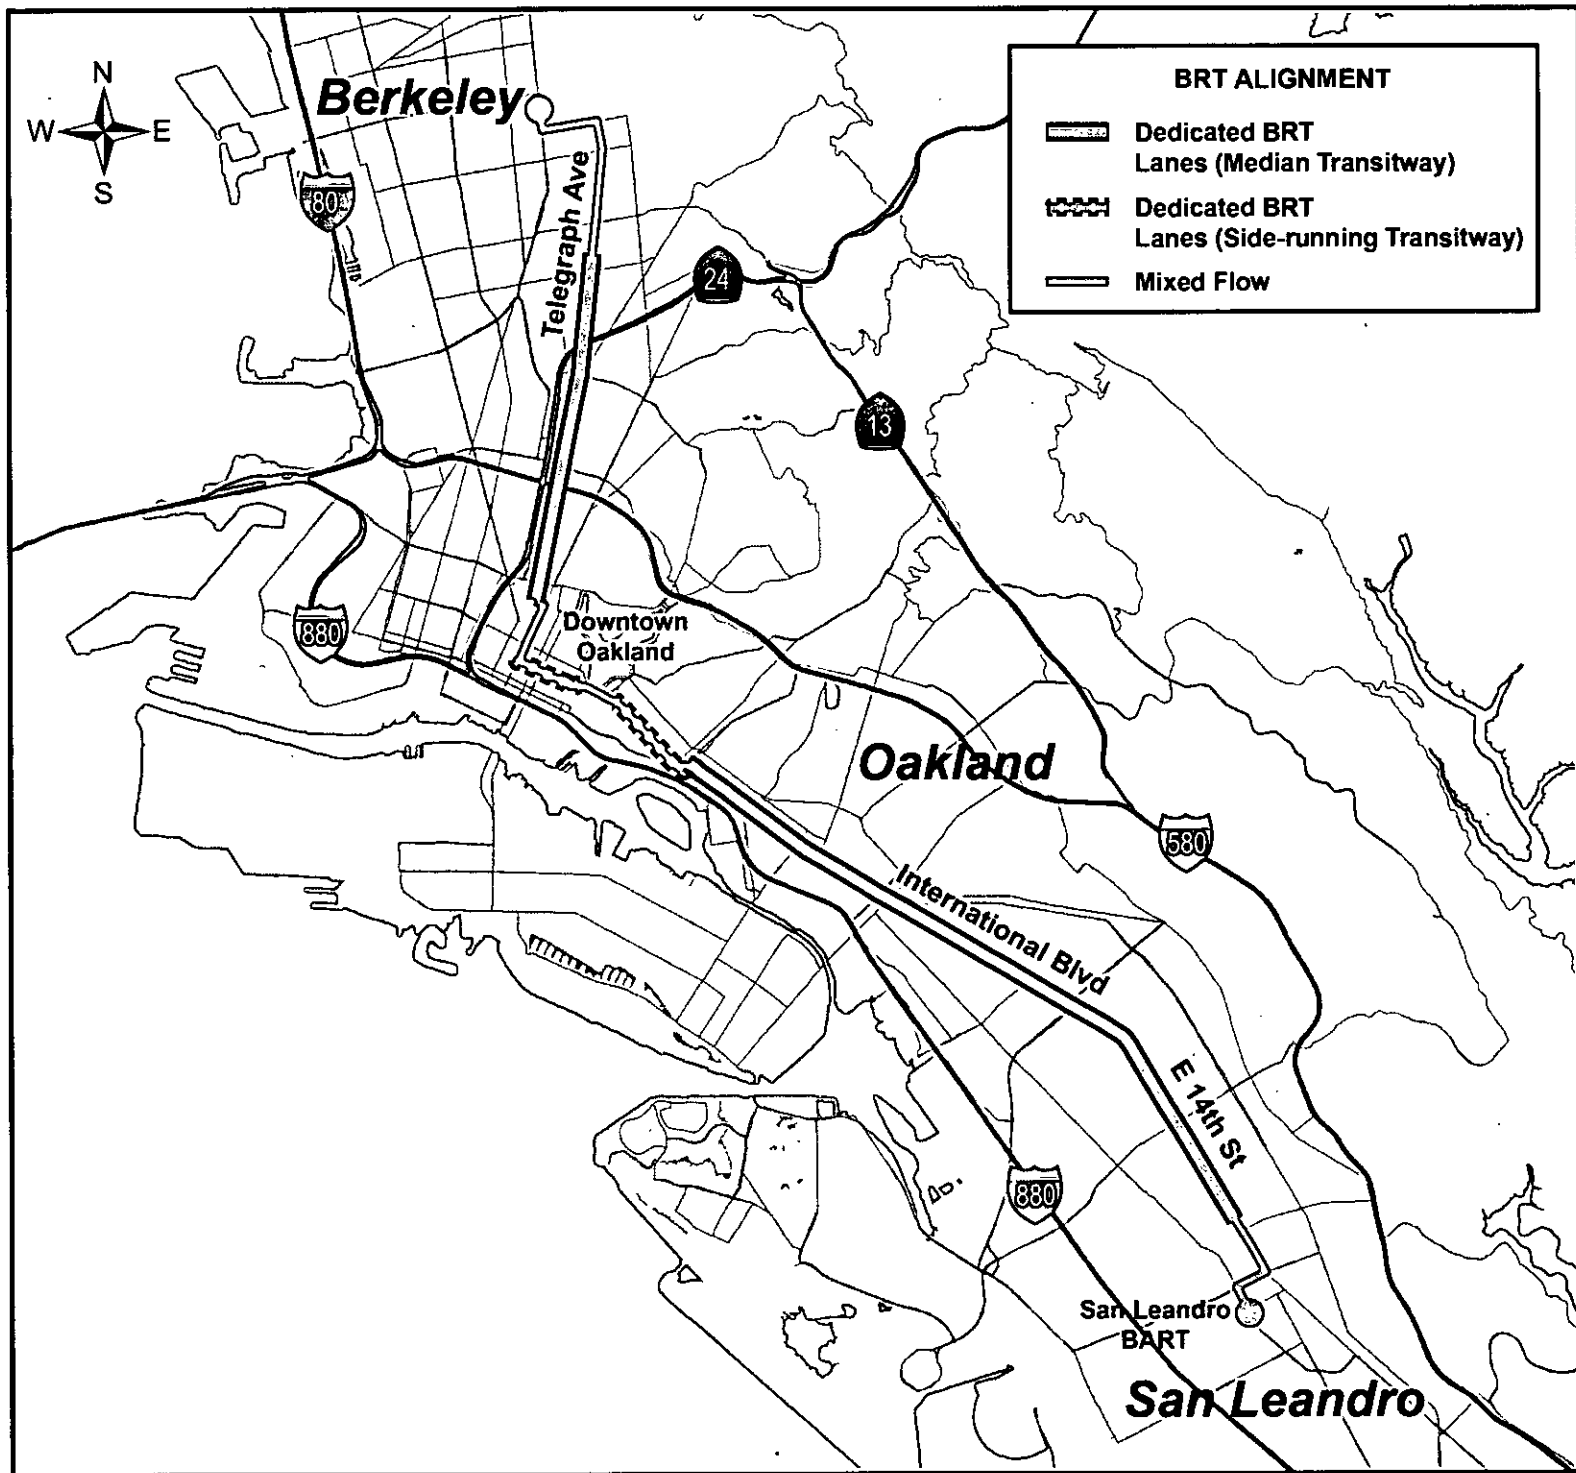 N
W E
S
Berkeley
BRT ALIGNMENT
Dedicated BRT
Lanes (Median Transitway)
Dedicated BRT
Lanes (Side-running Transitway)
Mixed Flow
80
Telegraph Ave
24
13
880
Downtown
Oakland
Oakland
580
International Blvd
E 14th St
880
San Leandro
BART
San Leandro